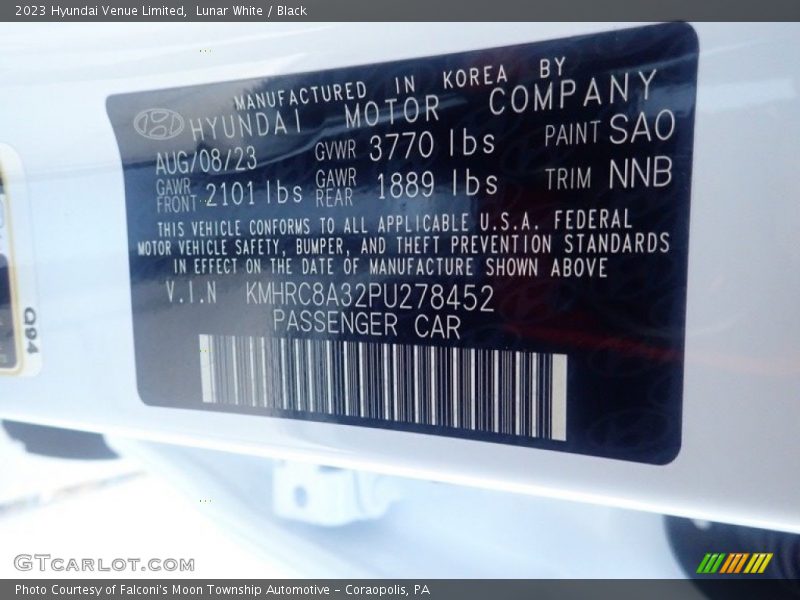 2023 Hyundai Venue Limited, Lunar White / Black
MANUFACTURED IN KOREA BY
HYUNDAI MOTOR COMPANY
AUG/08/23 GVWR 3770 lbs PAINT SAO
GAWR FRONT 2101 lbs GAWR REAR 1889 lbs TRIM NNB
THIS VEHICLE CONFORMS TO ALL APPLICABLE U.S.A. FEDERAL
MOTOR VEHICLE SAFETY, BUMPER, AND THEFT PREVENTION STANDARDS
IN EFFECT ON THE DATE OF MANUFACTURE SHOWN ABOVE
V.I.N KMHRC8A32PU278452
PASSENGER CAR
Q94
GTCARLOT.COM
Photo Courtesy of Falconi's Moon Township Automotive - Coraopolis, PA